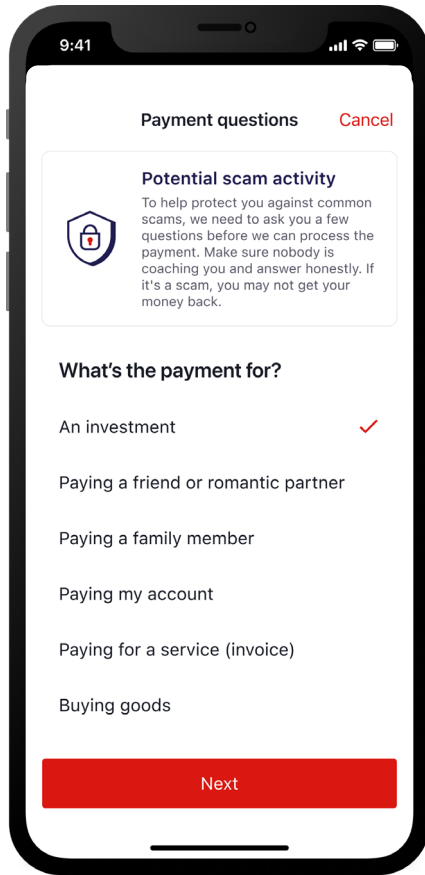 9:41
Payment questions
Cancel
Potential scam activity
To help protect you against common
scams, we need to ask you a few
questions before we can process the
payment. Make sure nobody is
coaching you and answer honestly. If
it's a scam, you may not get your
money back.
What's the payment for?
An investment
Paying a friend or romantic partner
Paying a family member
Paying my account
Paying for a service (invoice)
Buying goods
Next